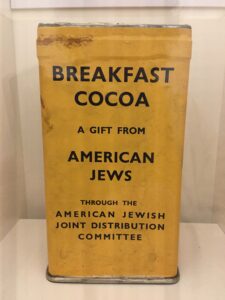 BREAKFAST
COCOA
A GIFT FROM
AMERICAN
JEWS
THROUGH THE
AMERICAN JEWISH
JOINT DISTRIBUTION
COMMITTEE